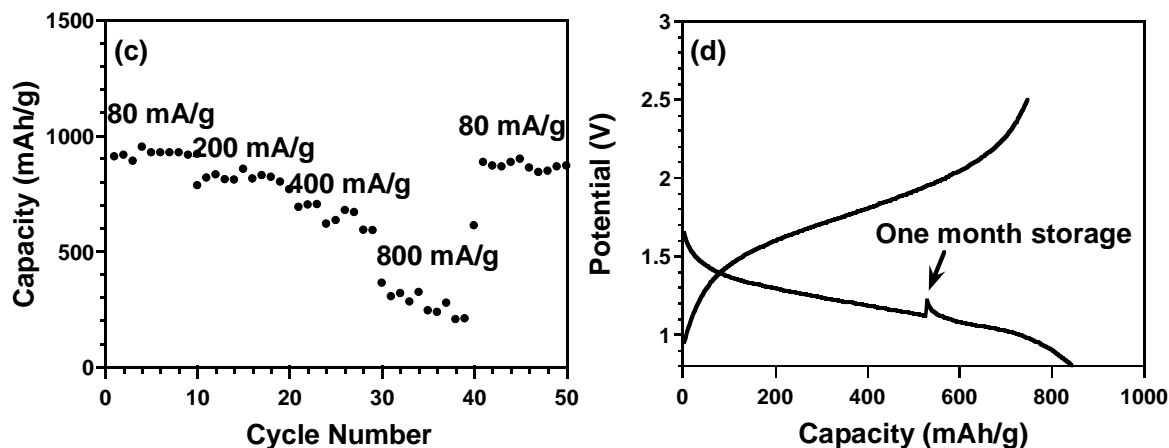 (c)
1500
1000
500
0
0
10
20
30
40
50
Capacity (mAh/g)
Cycle Number
80 mA/g
200 mA/g
400 mA/g
800 mA/g
80 mA/g
(d)
3
2.5
2
1.5
1
0
200
400
600
800
1000
Potential (V)
Capacity (mAh/g)
One month storage